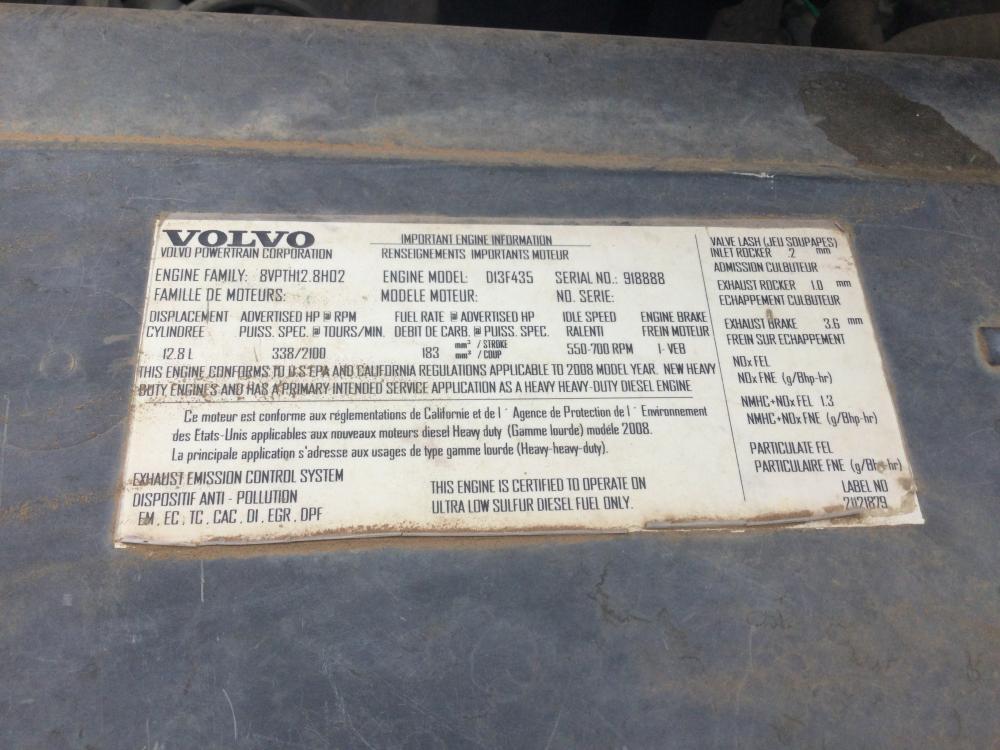 VOLVO
VOLVO POWERTRAIN CORPORATION
IMPORTANT ENGINE INFORMATION
RENSEIGNEMENTS IMPORTANTS MOTEUR
ENGINE FAMILY: 8VPTH12.8H02 ENGINE MODEL: D13F435 SERIAL NO.: 918888
FAMILLE DE MOTEURS: MODELE MOTEUR: NO. SERIE:
DISPLACEMENT ADVERTISED HP @ RPM FUEL RATE @ ADVERTISED HP IDLE SPEED ENGINE BRAKE
CYLINDREE PUISS. SPEC. @ TOURS/MIN. DEBIT DE CARB. @ PUISS. SPEC. RALENTI FREIN MOTEUR
12.8 L 338/2100 183 mm³ / STROKE mm³ / COUP 550-700 RPM I-VEB
THIS ENGINE CONFORMS TO U S EPA AND CALIFORNIA REGULATIONS APPLICABLE TO 2008 MODEL YEAR. NEW HEAVY
DUTY ENGINES AND HAS A PRIMARY INTENDED SERVICE APPLICATION AS A HEAVY HEAVY-DUTY DIESEL ENGINE
Ce moteur est conforme aux réglementations de Californie et de l' Agence de Protection de l' Environnement
des Etats-Unis applicables aux nouveaux moteurs diesel Heavy duty (Gamme lourde) modéle 2008.
La principale application s'adresse aux usages de type gamme lourde (Heavy-heavy-duty).
EXHAUST EMISSION CONTROL SYSTEM
DISPOSITIF ANTI - POLLUTION
EM , EC , TC , CAC , DI , EGR , DPF
THIS ENGINE IS CERTIFIED TO OPERATE ON
ULTRA LOW SULFUR DIESEL FUEL ONLY.
VALVE LASH (JEU SOUPAPES)
INLET ROCKER .2 mm
ADMISSION CULBUTEUR
EXHAUST ROCKER 1.0 mm
ECHAPPEMENT CULBUTEUR
EXHAUST BRAKE 3.6 mm
FREIN SUR ECHAPPEMENT
NOx FEL
NOx FNE (g/Bhp-hr)
NMHC+NOx FEL 1.3
NMHC+NOx FNE (g/Bhp-hr)
PARTICULATE FEL
PARTICULAIRE FNE (g/Bhp-hr)
LABEL NO
21121879